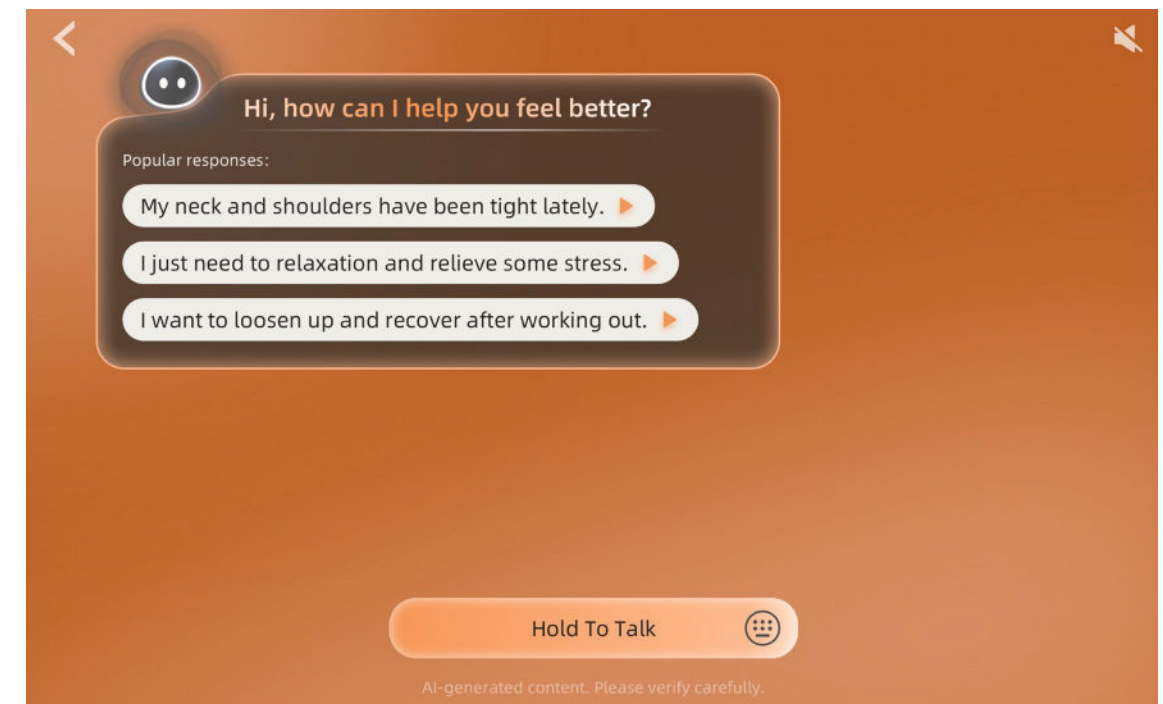 Hi, how can I help you feel better?
Popular responses:
My neck and shoulders have been tight lately.
I just need to relaxation and relieve some stress.
I want to loosen up and recover after working out.
Hold To Talk
AI-generated content. Please verify carefully.